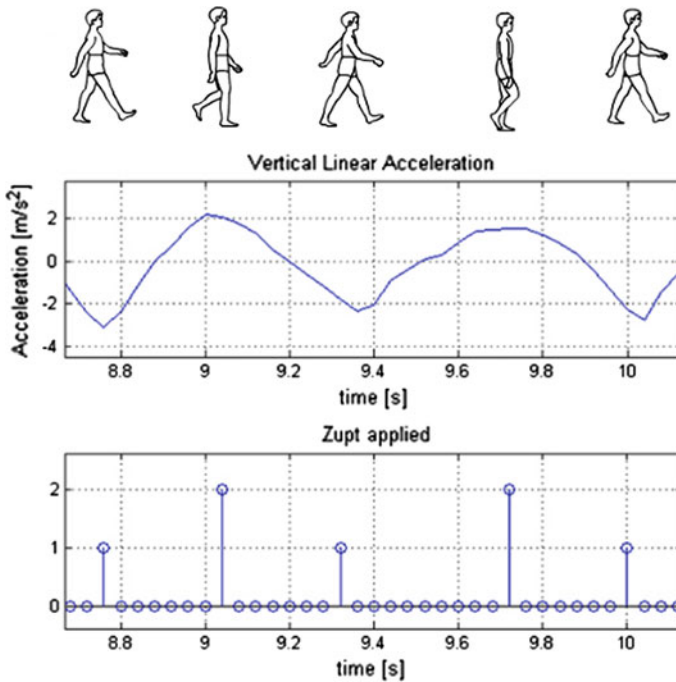 Vertical Linear Acceleration
Acceleration [m/s²]
2
0
-2
-4
8.8 9 9.2 9.4 9.6 9.8 10
time [s]
Zupt applied
2
1
0
8.8 9 9.2 9.4 9.6 9.8 10
time [s]